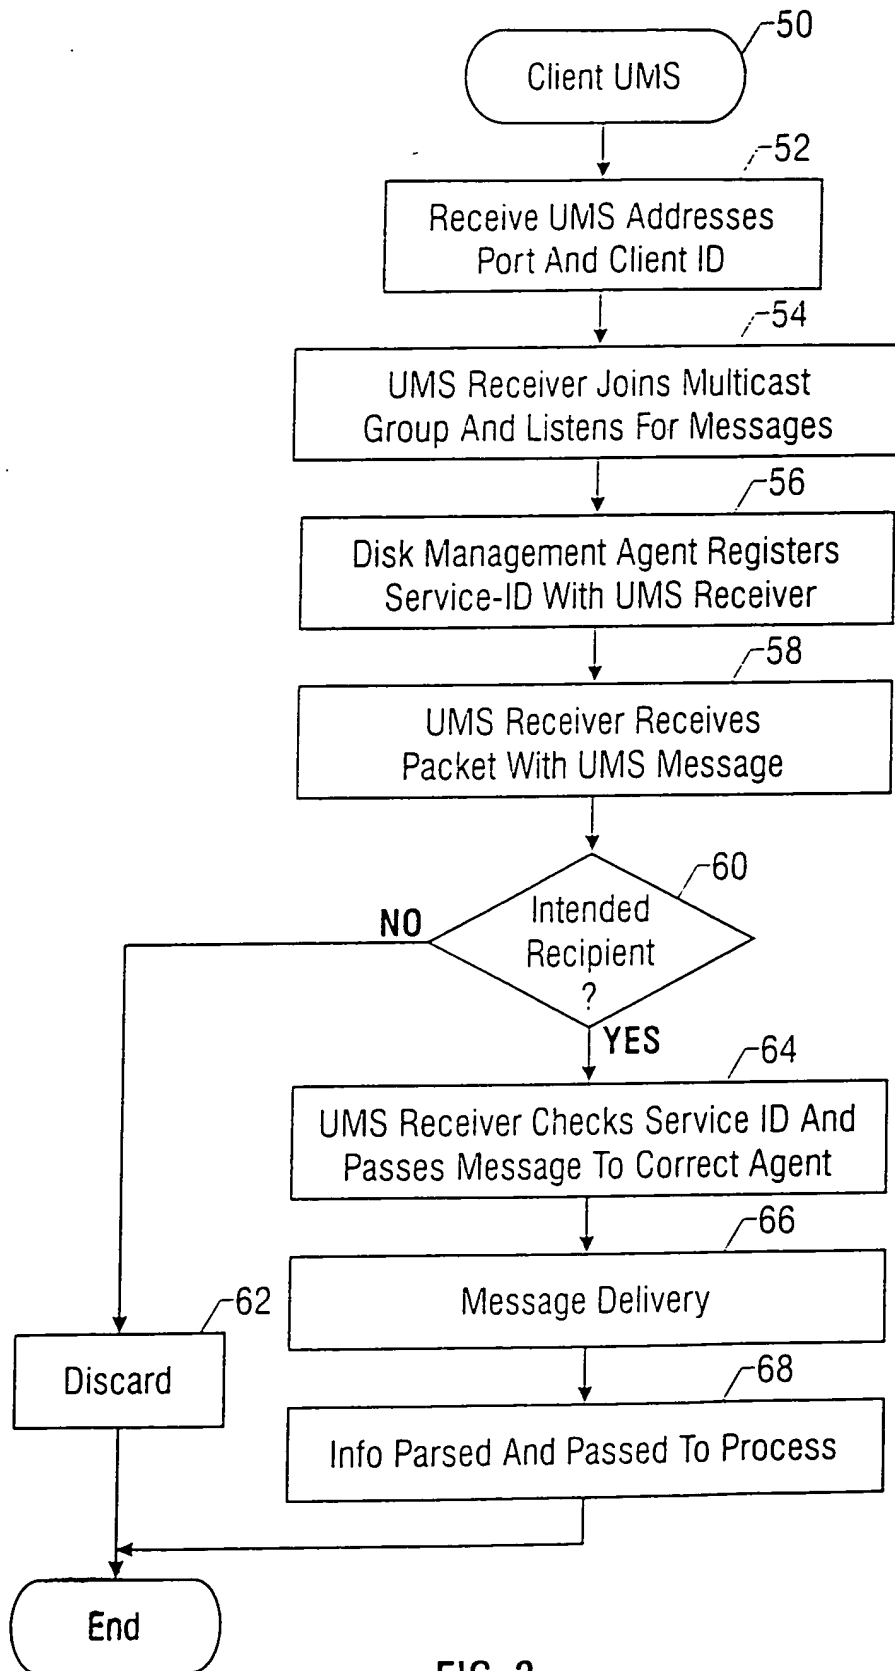 50
Client UMS
52
Receive UMS Addresses
Port And Client ID
54
UMS Receiver Joins Multicast
Group And Listens For Messages
56
Disk Management Agent Registers
Service-ID With UMS Receiver
58
UMS Receiver Receives
Packet With UMS Message
60
Intended
Recipient
?
NO
YES
64
UMS Receiver Checks Service ID And
Passes Message To Correct Agent
66
Message Delivery
62
Discard
68
Info Parsed And Passed To Process
End